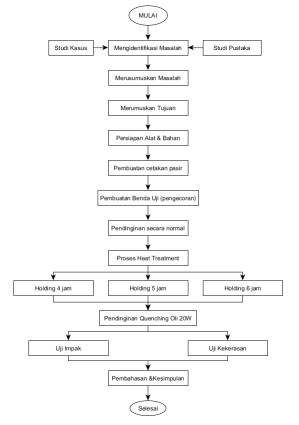 MULAI
Studi Kasus
Mengidentifikasi Masalah
Studi Pustaka
Merusumuskan Masalah
Merumuskan Tujuan
Persiapan Alat & Bahan
Pembuatan cetakan pasir
Pembuatan Benda Uji (pengecoran)
Pendinginan secara normal
Proses Heat Treatment
Holding 4 jam
Holding 5 jam
Holding 6 jam
Pendinginan Quenching Oli 20W
Uji Impak
Uji Kekerasan
Pembahasan &Kesimpulan
Selesai